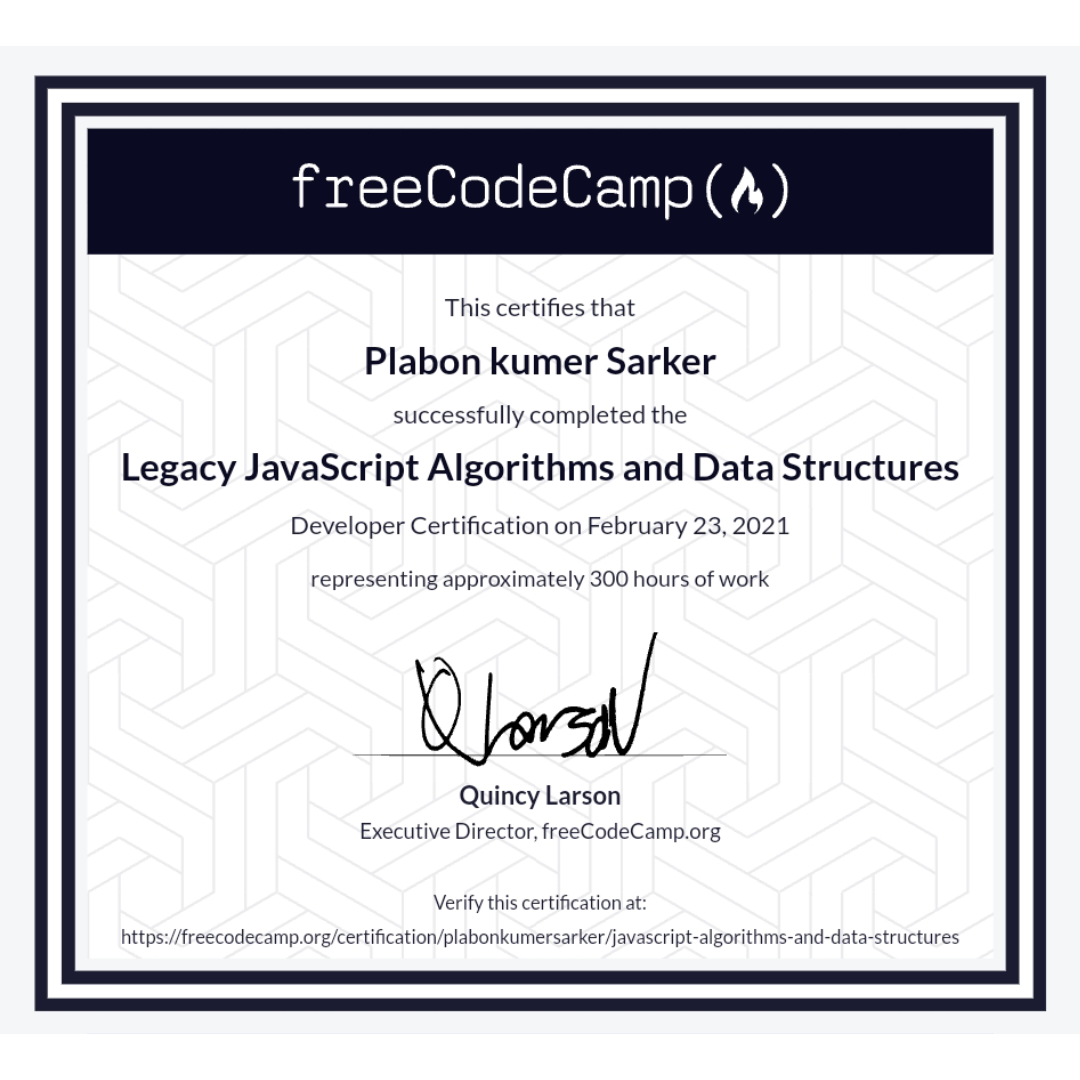 freeCodeCamp(🔥)
This certifies that
Plabon kumer Sarker
successfully completed the
Legacy JavaScript Algorithms and Data Structures
Developer Certification on February 23, 2021
representing approximately 300 hours of work
Q Larson
Quincy Larson
Executive Director, freeCodeCamp.org
Verify this certification at:
https://freecodecamp.org/certification/plabonkumersarker/javascript-algorithms-and-data-structures